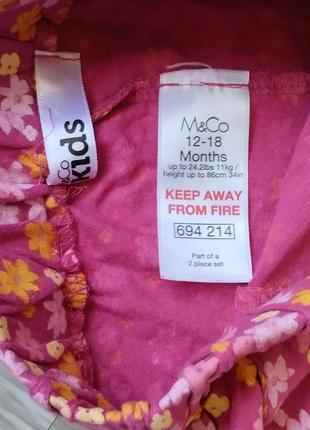 M&Co
kids
M&Co
12-18
Months
up to 24,2lbs 11kg /
height up to 86cm 34in
KEEP AWAY
FROM FIRE
694 214
Part of a
2 piece set